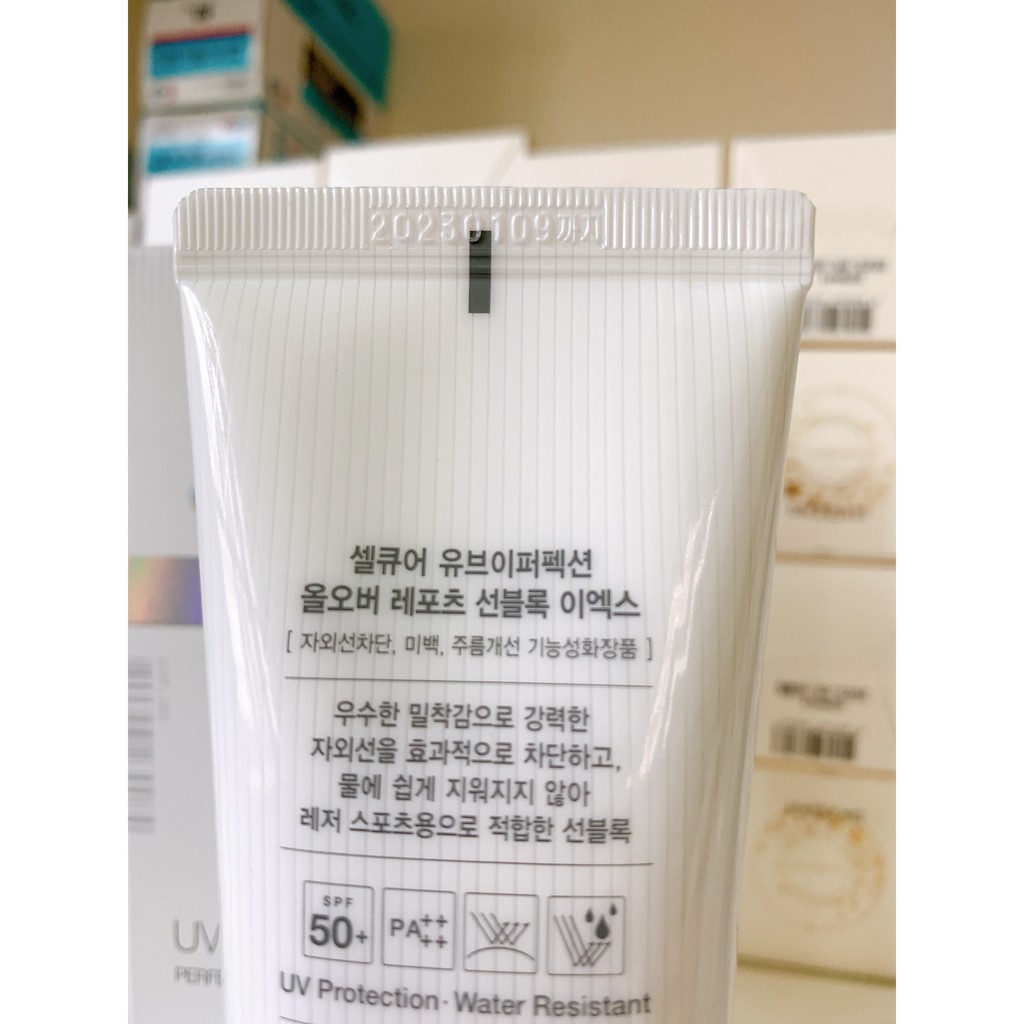 20230109까지
셀큐어 유브이퍼펙션
올오버 레포츠 선블록 이엑스
[ 자외선차단, 미백, 주름개선 기능성화장품 ]
우수한 밀착감으로 강력한
자외선을 효과적으로 차단하고,
물에 쉽게 지워지지 않아
레저 스포츠용으로 적합한 선블록
SPF
50+
PA++
++
UV Protection · Water Resistant
UV